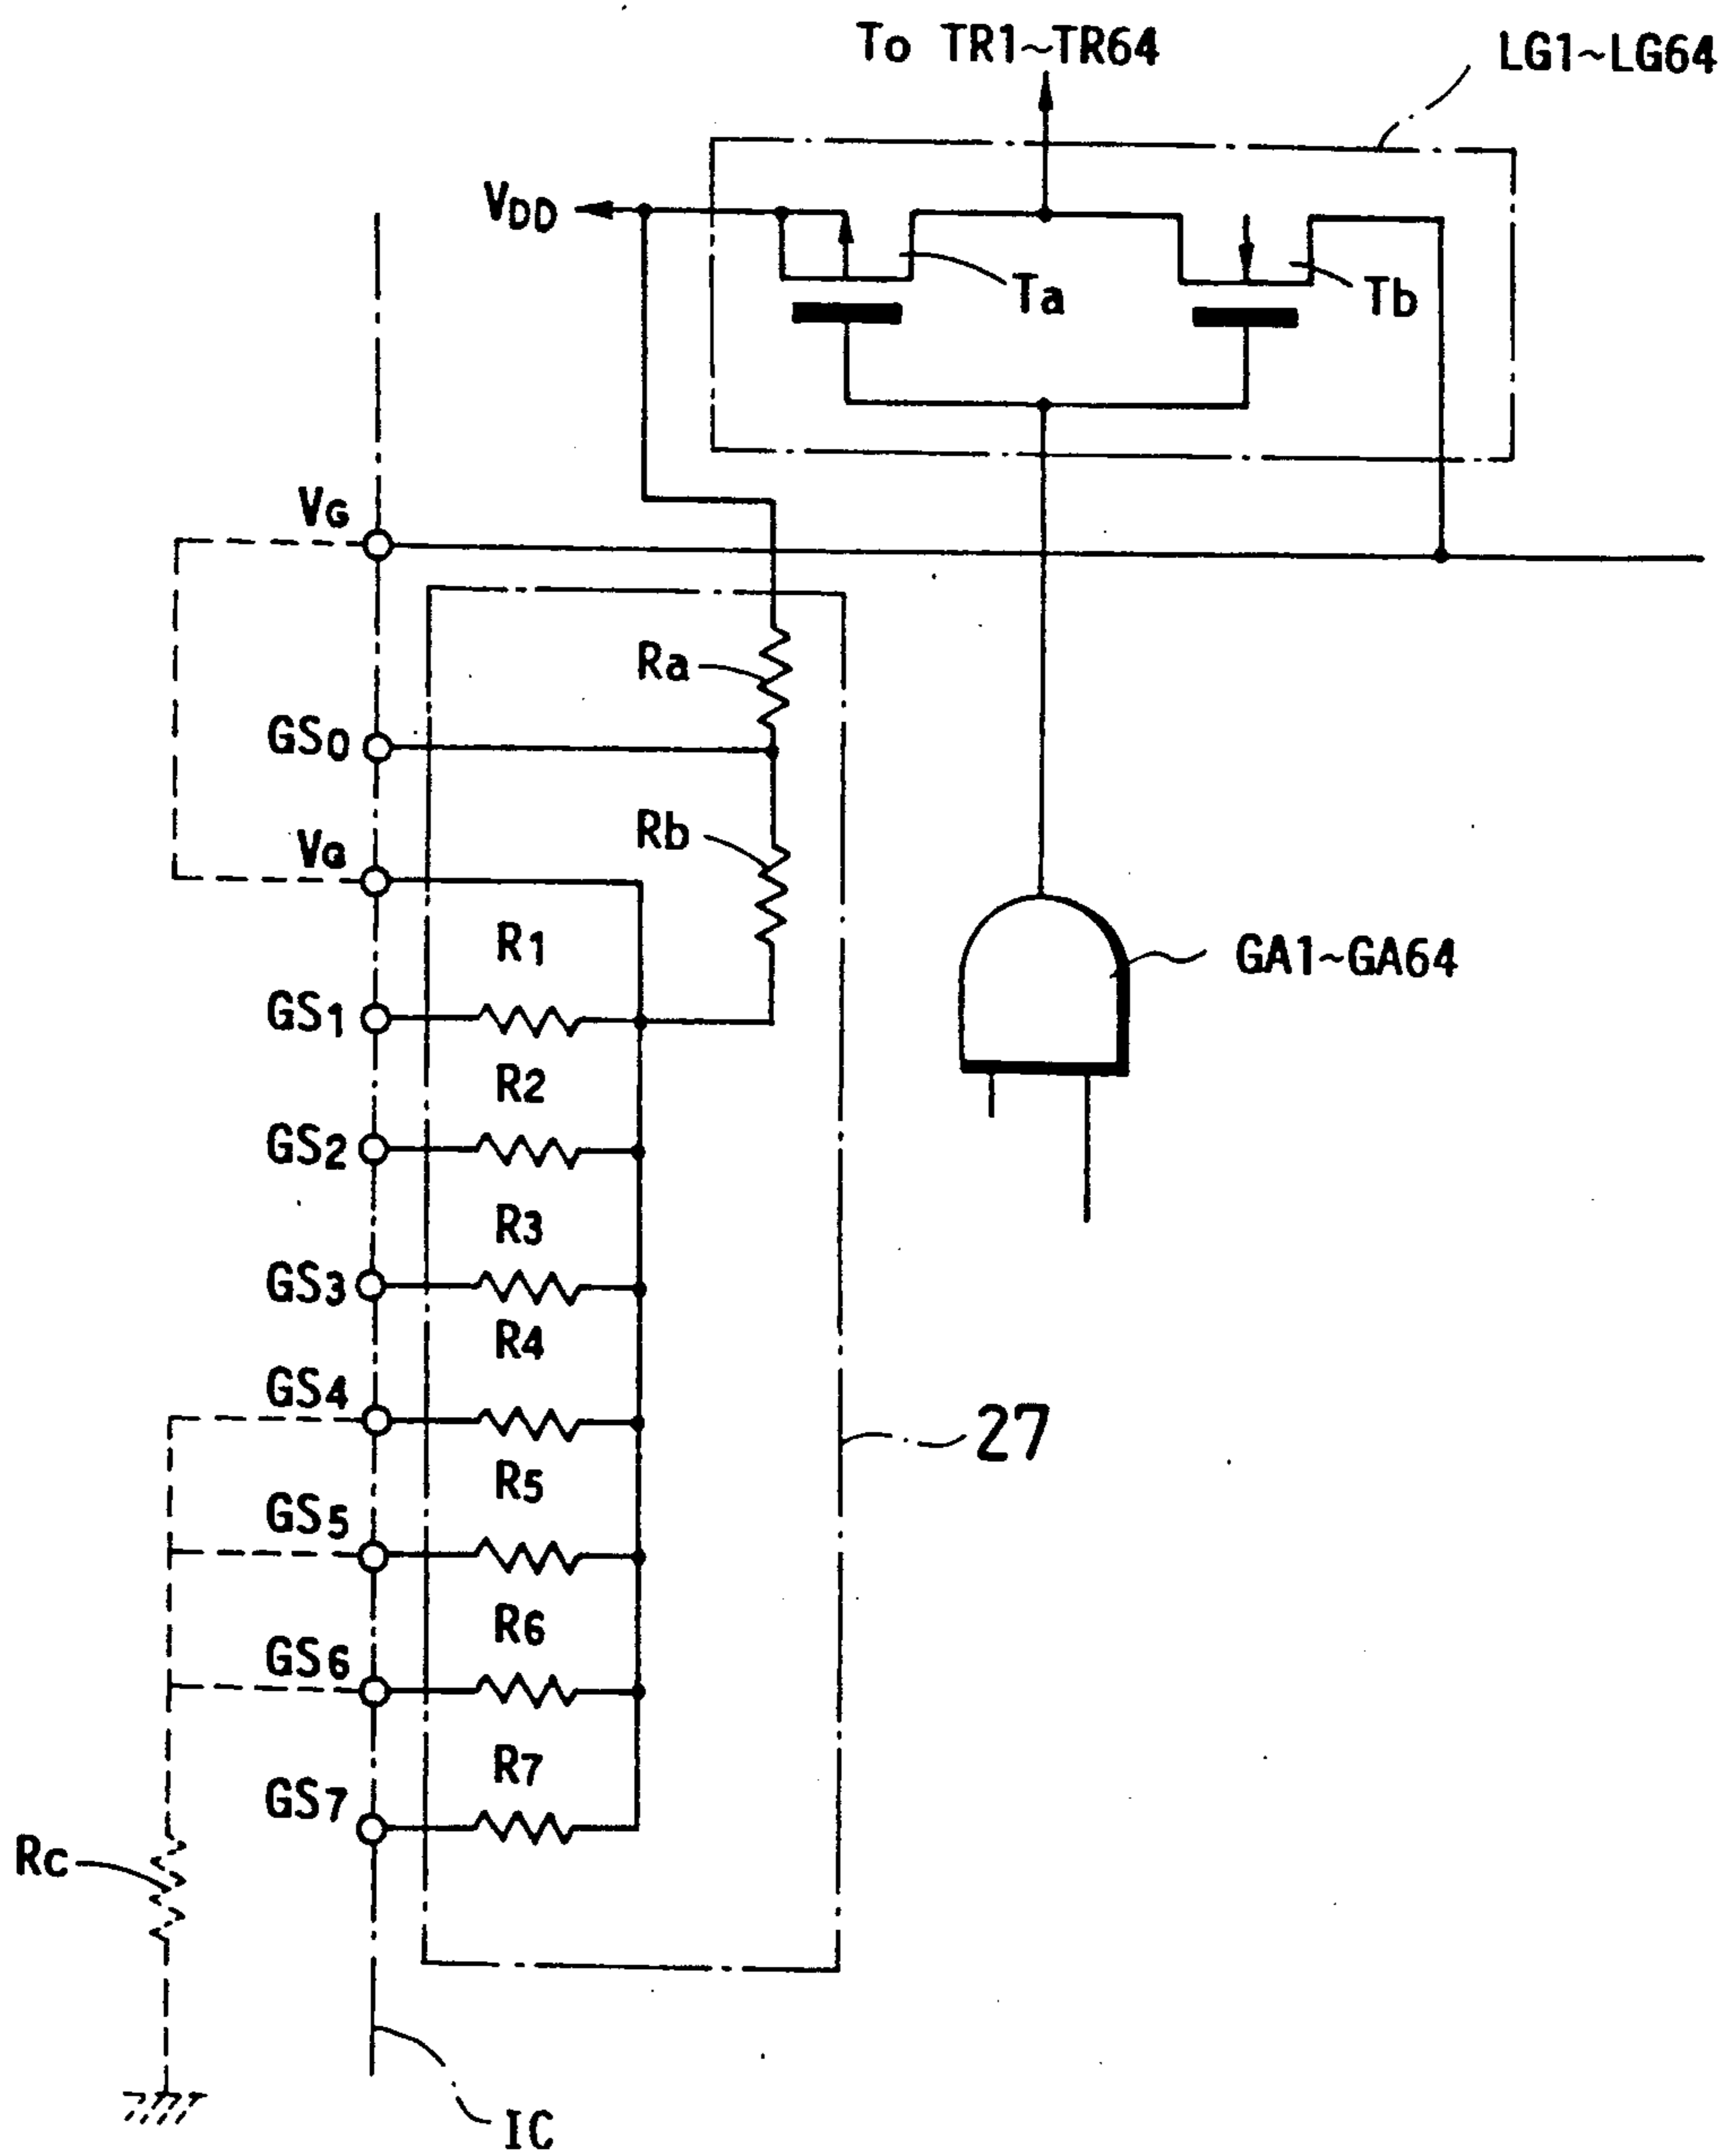 To TR1~TR64
LG1~LG64
VDD
Ta
Tb
VG
Ra
GS0
Rb
VG
R1
GA1~GA64
GS1
R2
GS2
R3
GS3
R4
GS4
27
R5
GS5
R6
GS6
R7
GS7
Rc
IC